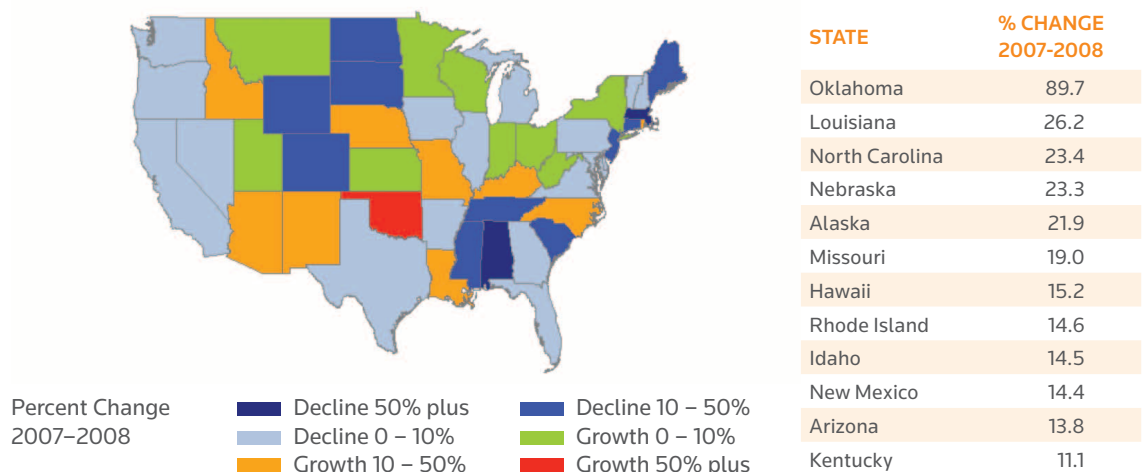 STATE % CHANGE
2007-2008
Oklahoma 89.7
Louisiana 26.2
North Carolina 23.4
Nebraska 23.3
Alaska 21.9
Missouri 19.0
Hawaii 15.2
Rhode Island 14.6
Idaho 14.5
New Mexico 14.4
Arizona 13.8
Kentucky 11.1
Percent Change
2007–2008
Decline 50% plus
Decline 10 – 50%
Decline 0 – 10%
Growth 0 – 10%
Growth 10 – 50%
Growth 50% plus